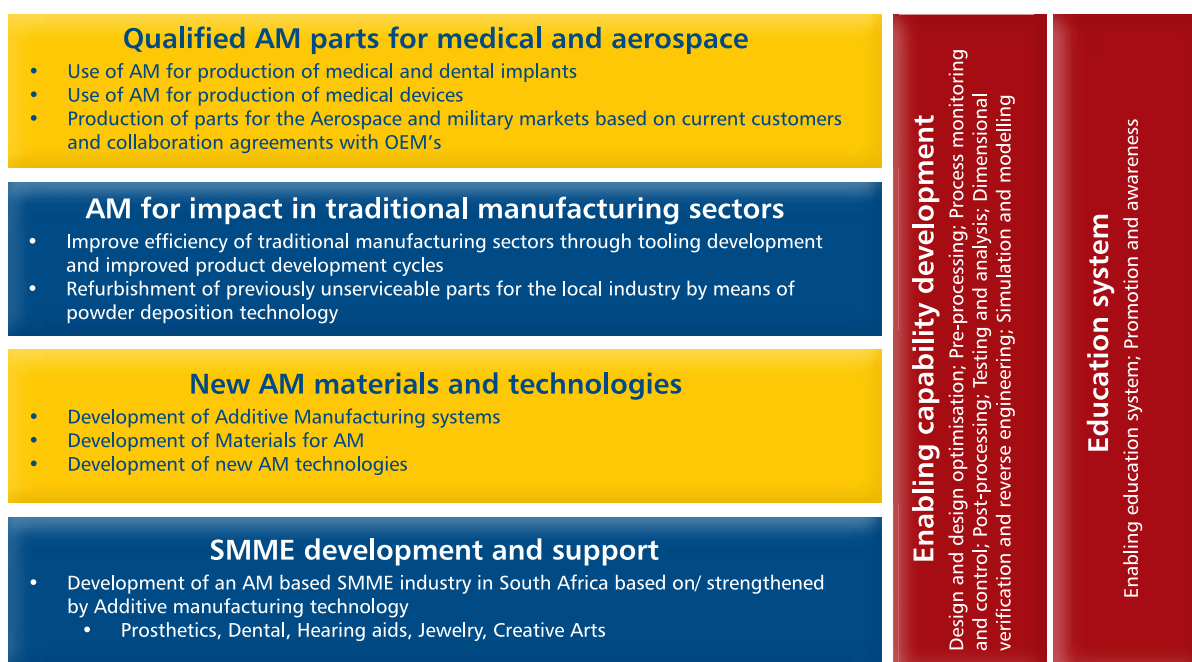 Qualified AM parts for medical and aerospace
• Use of AM for production of medical and dental implants
• Use of AM for production of medical devices
• Production of parts for the Aerospace and military markets based on current customers
and collaboration agreements with OEM's
AM for impact in traditional manufacturing sectors
• Improve efficiency of traditional manufacturing sectors through tooling development
and improved product development cycles
• Refurbishment of previously unserviceable parts for the local industry by means of
powder deposition technology
New AM materials and technologies
• Development of Additive Manufacturing systems
• Development of Materials for AM
• Development of new AM technologies
SMME development and support
• Development of an AM based SMME industry in South Africa based on/ strengthened
by Additive manufacturing technology
• Prosthetics, Dental, Hearing aids, Jewelry, Creative Arts
Enabling capability development
Design and design optimisation; Pre-processing; Process monitoring
and control; Post-processing; Testing and analysis; Dimensional
verification and reverse engineering; Simulation and modelling
Education system
Enabling education system; Promotion and awareness